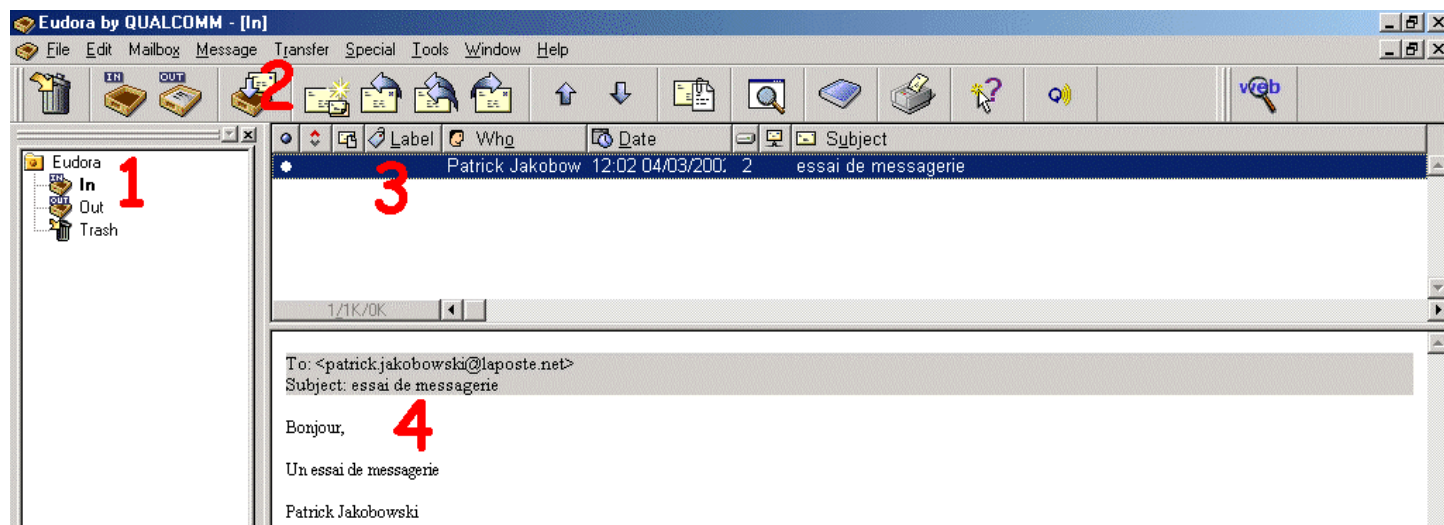 Eudora by QUALCOMM - [In]
File Edit Mailbox Message Transfer Special Tools Window Help
IN OUT 2 web
Label Who Date Subject
Eudora 1
In
Out
Trash
Patrick Jakobow 12:02 04/03/200 2 essai de messagerie
3
1/1K/0K
To: <patrick.jakobowski@laposte.net>
Subject: essai de messagerie
4
Bonjour,
Un essai de messagerie
Patrick Jakobowski